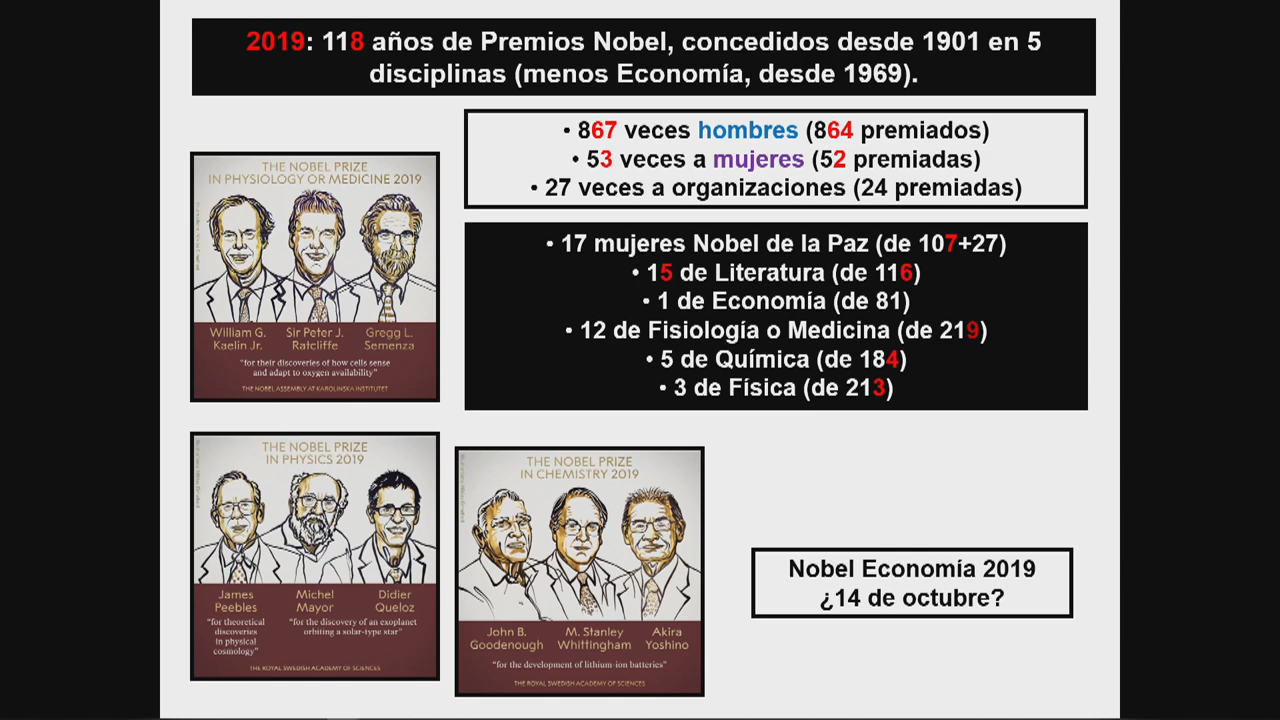 2019: 118 años de Premios Nobel, concedidos desde 1901 en 5
disciplinas (menos Economía, desde 1969).
• 867 veces hombres (864 premiados)
• 53 veces a mujeres (52 premiadas)
• 27 veces a organizaciones (24 premiadas)
THE NOBEL PRIZE
IN PHYSIOLOGY OR MEDICINE 2019
William G.
Kaelin Jr.
Sir Peter J.
Ratcliffe
Gregg L.
Semenza
"for their discoveries of how cells sense
and adapt to oxygen availability"
THE NOBEL ASSEMBLY AT KAROLINSKA INSTITUTET
• 17 mujeres Nobel de la Paz (de 107+27)
• 15 de Literatura (de 116)
• 1 de Economía (de 81)
• 12 de Fisiología o Medicina (de 219)
• 5 de Química (de 184)
• 3 de Física (de 213)
THE NOBEL PRIZE
IN PHYSICS 2019
James
Peebles
Michel
Mayor
Didier
Queloz
"for theoretical
discoveries
in physical
cosmology"
"for the discovery of an exoplanet
orbiting a solar-type star"
THE ROYAL SWEDISH ACADEMY OF SCIENCES
THE NOBEL PRIZE
IN CHEMISTRY 2019
John B.
Goodenough
M. Stanley
Whittingham
Akira
Yoshino
"for the development of lithium-ion batteries"
THE ROYAL SWEDISH ACADEMY OF SCIENCES
Nobel Economía 2019
¿14 de octubre?